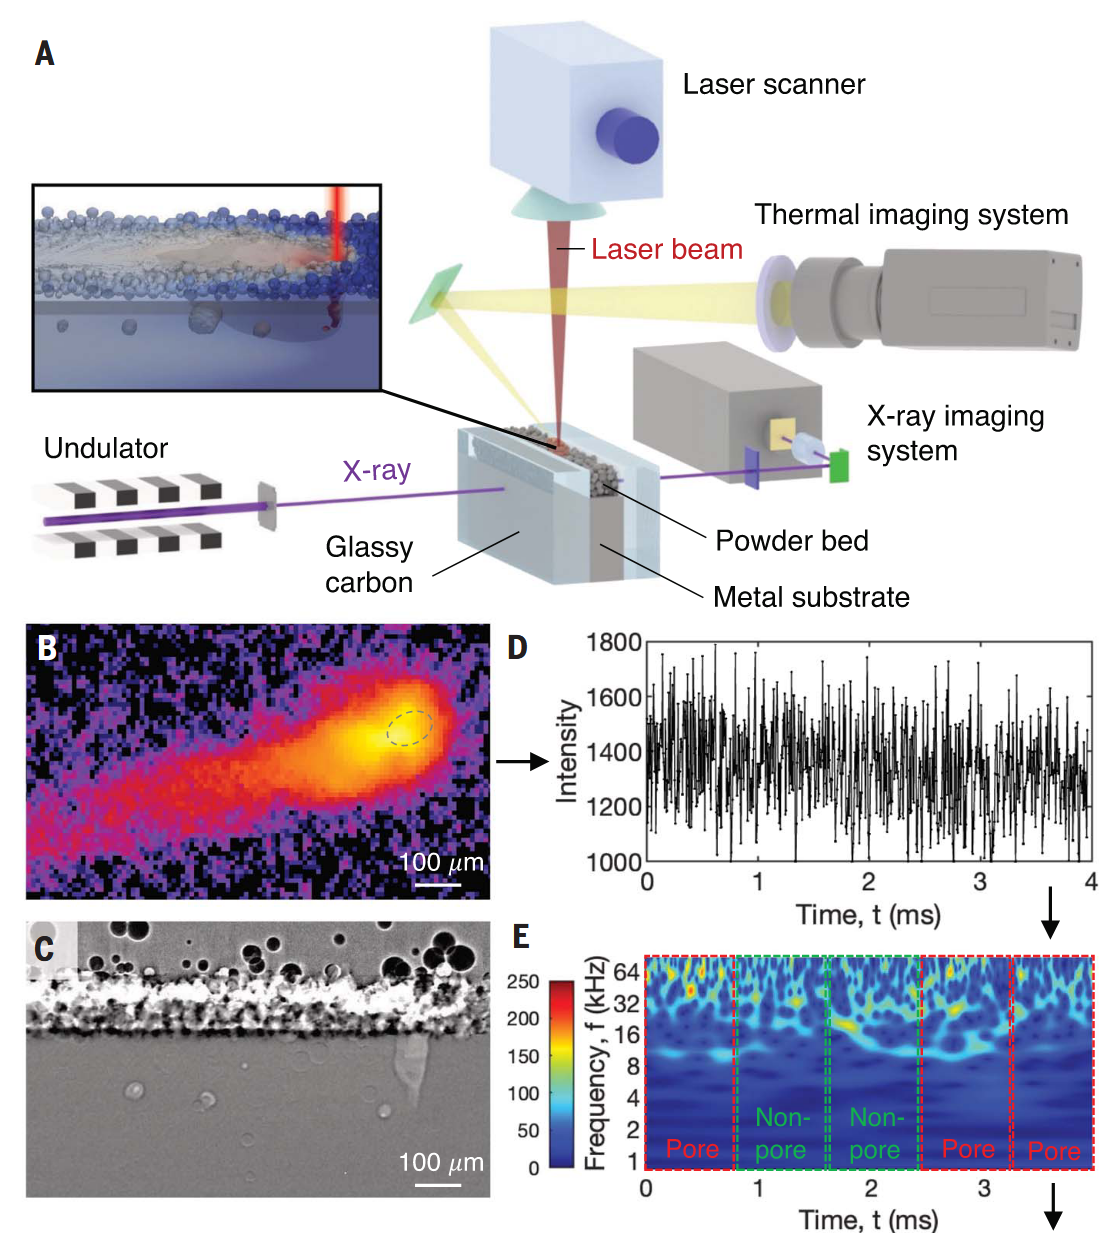 A
Laser scanner
Thermal imaging system
Laser beam
X-ray imaging
system
Undulator
X-ray
Glassy
carbon
Powder bed
Metal substrate
B
100 μm
D
1800
1600
1400
1200
1000
Intensity
0 1 2 3 4
Time, t (ms)
C
100 μm
E
250
200
150
100
50
0
Frequency, f (kHz)
64
32
16
8
4
2
1
Pore
Non-
pore
Non-
pore
Pore
Pore
0 1 2 3
Time, t (ms)